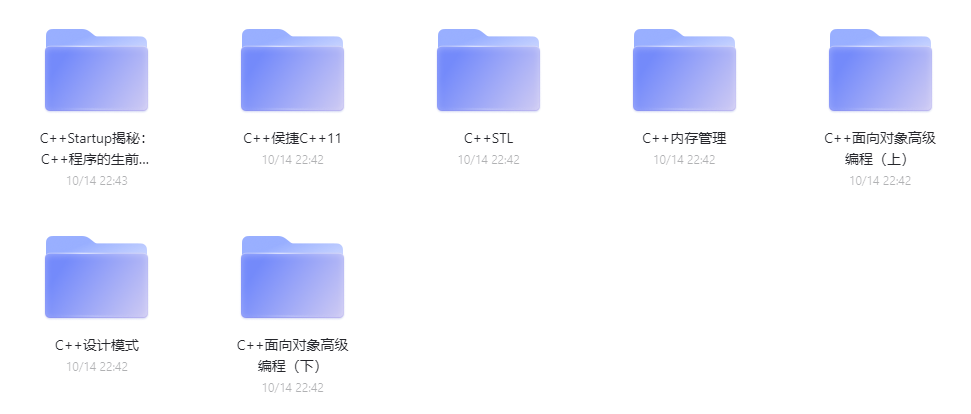 C++Startup揭秘：
C++程序的生前...
10/14 22:43
C++侯捷C++11
10/14 22:42
C++STL
10/14 22:42
C++内存管理
10/14 22:42
C++面向对象高级
编程（上）
10/14 22:42
C++设计模式
10/14 22:42
C++面向对象高级
编程（下）
10/14 22:42